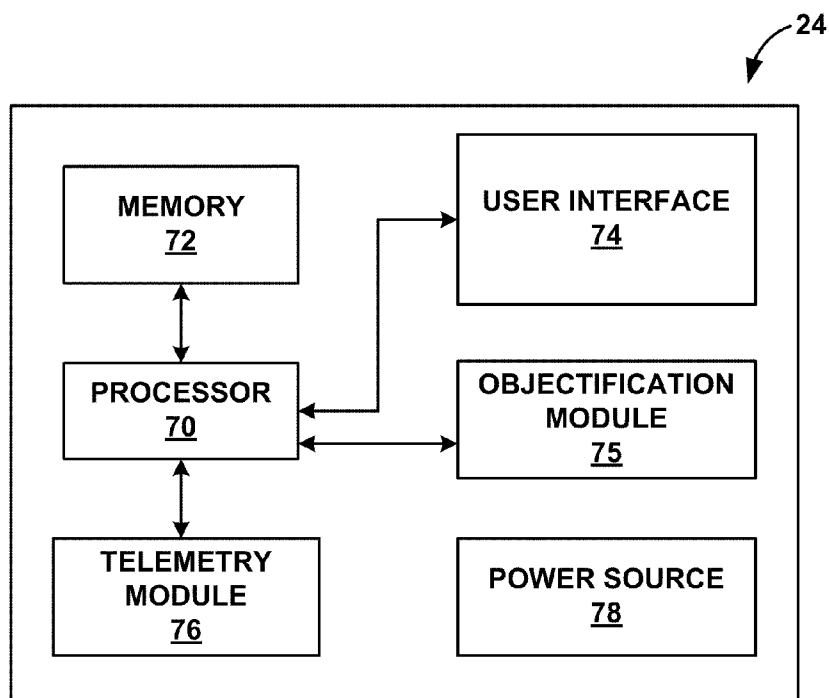 24
MEMORY
72
USER INTERFACE
74
PROCESSOR
70
OBJECTIFICATION
MODULE
75
TELEMETRY
MODULE
76
POWER SOURCE
78